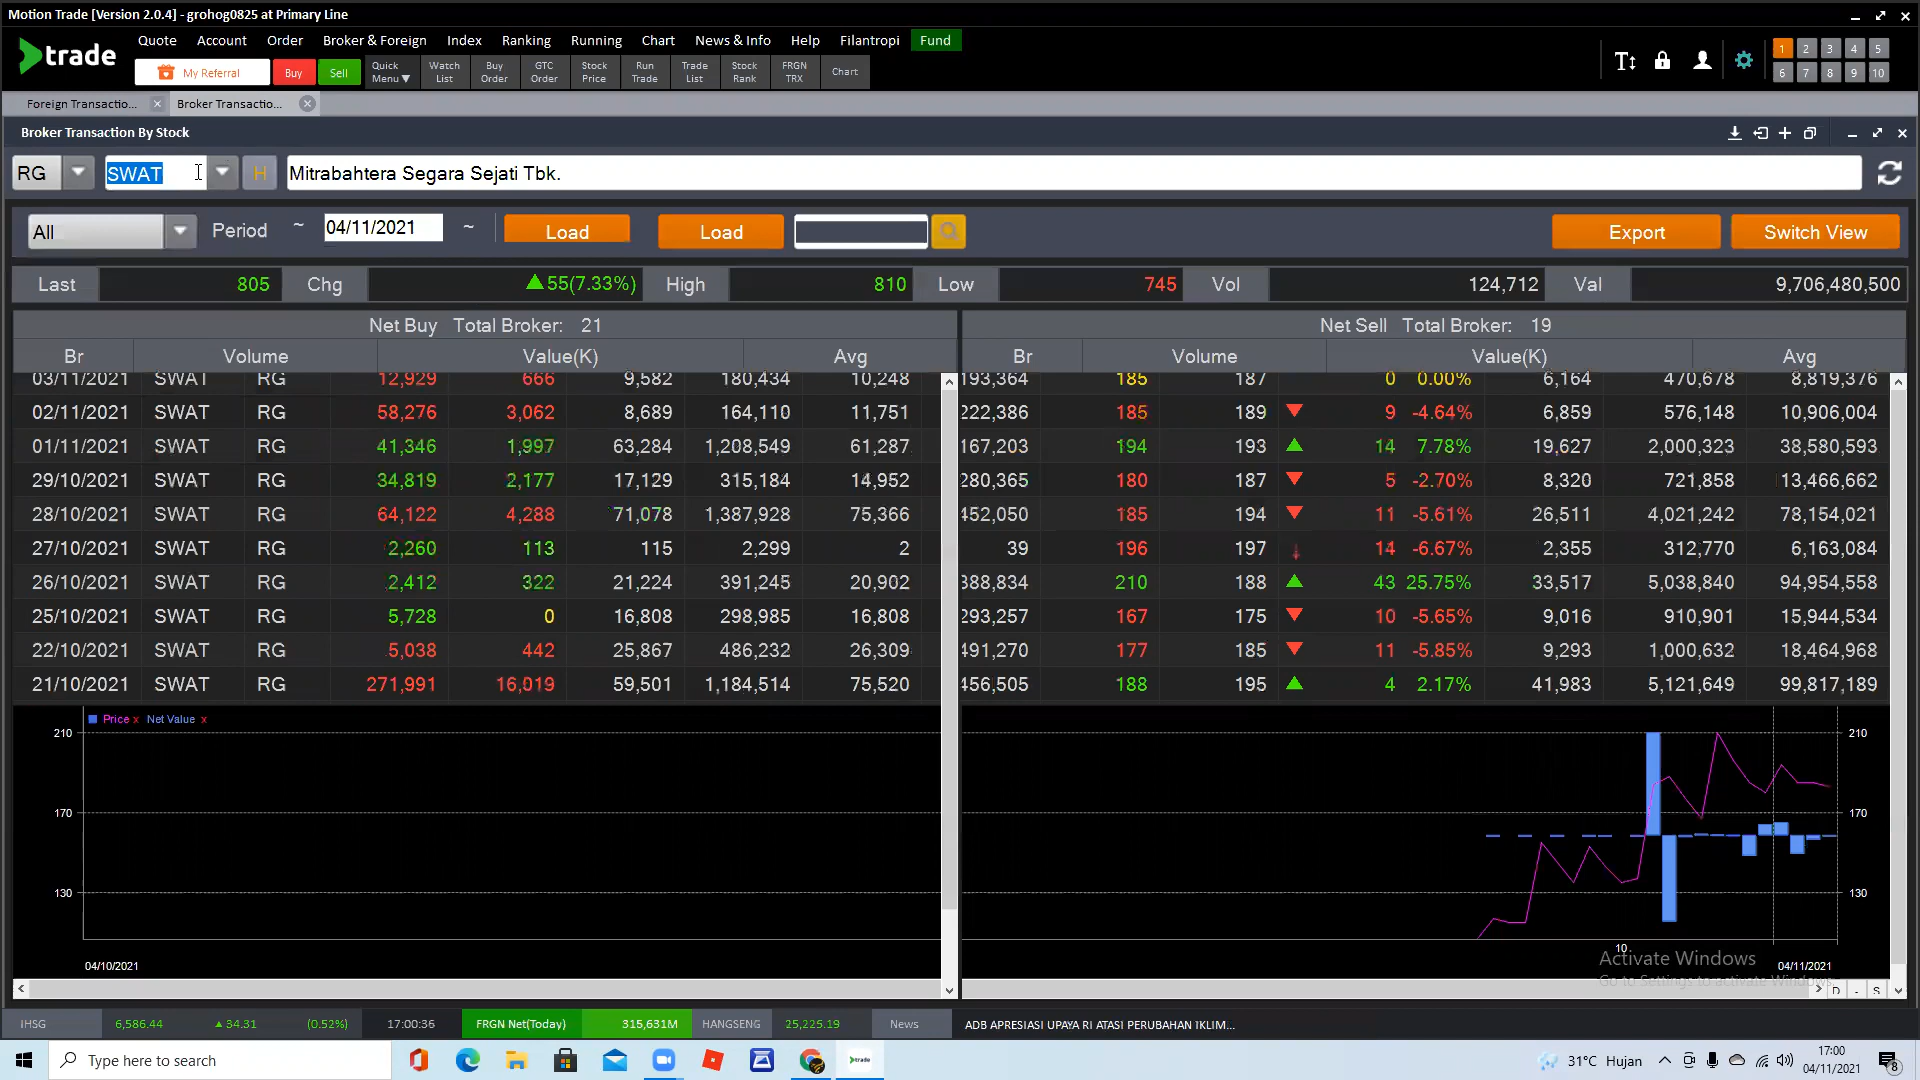 Motion Trade [Version 2.0.4] - grohog0825 at Primary Line
trade
Quote Account Order Broker & Foreign Index Ranking Running Chart News & Info Help Filantropi Fund
My Referral Buy Sell Quick Menu ▼ Watch List Buy Order GTC Order Stock Price Run Trade Trade List Stock Rank FRGN TRX Chart
1 2 3 4 5
6 7 8 9 10
Foreign Transactio... Broker Transactio...
Broker Transaction By Stock
RG SWAT H Mitrabahtera Segara Sejati Tbk.
All Period ~ 04/11/2021 ~ Load Load Export Switch View
Last 805 Chg ▲55(7.33%) High 810 Low 745 Vol 124,712 Val 9,706,480,500
Net Buy Total Broker: 21 Net Sell Total Broker: 19
Br Volume Value(K) Avg Br Volume Value(K) Avg
03/11/2021 SWAT RG 12,929 666 9,582 180,434 10,248 193,364 185 187 0 0.00% 6,164 470,678 8,819,376
02/11/2021 SWAT RG 58,276 3,062 8,689 164,110 11,751 222,386 185 189 ▼ 9 -4.64% 6,859 576,148 10,906,004
01/11/2021 SWAT RG 41,346 1,997 63,284 1,208,549 61,287 167,203 194 193 ▲ 14 7.78% 19,627 2,000,323 38,580,593
29/10/2021 SWAT RG 34,819 2,177 17,129 315,184 14,952 280,365 180 187 ▼ 5 -2.70% 8,320 721,858 13,466,662
28/10/2021 SWAT RG 64,122 4,288 71,078 1,387,928 75,366 452,050 185 194 ▼ 11 -5.61% 26,511 4,021,242 78,154,021
27/10/2021 SWAT RG 2,260 113 115 2,299 2 39 196 197 14 -6.67% 2,355 312,770 6,163,084
26/10/2021 SWAT RG 2,412 322 21,224 391,245 20,902 388,834 210 188 ▲ 43 25.75% 33,517 5,038,840 94,954,558
25/10/2021 SWAT RG 5,728 0 16,808 298,985 16,808 293,257 167 175 ▼ 10 -5.65% 9,016 910,901 15,944,534
22/10/2021 SWAT RG 5,038 442 25,867 486,232 26,309 491,270 177 185 ▼ 11 -5.85% 9,293 1,000,632 18,464,968
21/10/2021 SWAT RG 271,991 16,019 59,501 1,184,514 75,520 456,505 188 195 ▲ 4 2.17% 41,983 5,121,649 99,817,189
Price x Net Value x
210 210
170 170
130 130
10
04/10/2021 04/11/2021
Activate Windows
Go to Settings to activate Windows.
D - S
IHSG 6,586.44 ▲ 34.31 (0.52%) 17:00:36 FRGN Net(Today) 315,631M HANGSENG 25,225.19 News ADB APRESIASI UPAYA RI ATASI PERUBAHAN IKLIM...
Type here to search
trade
31°C Hujan
17:00
04/11/2021
8